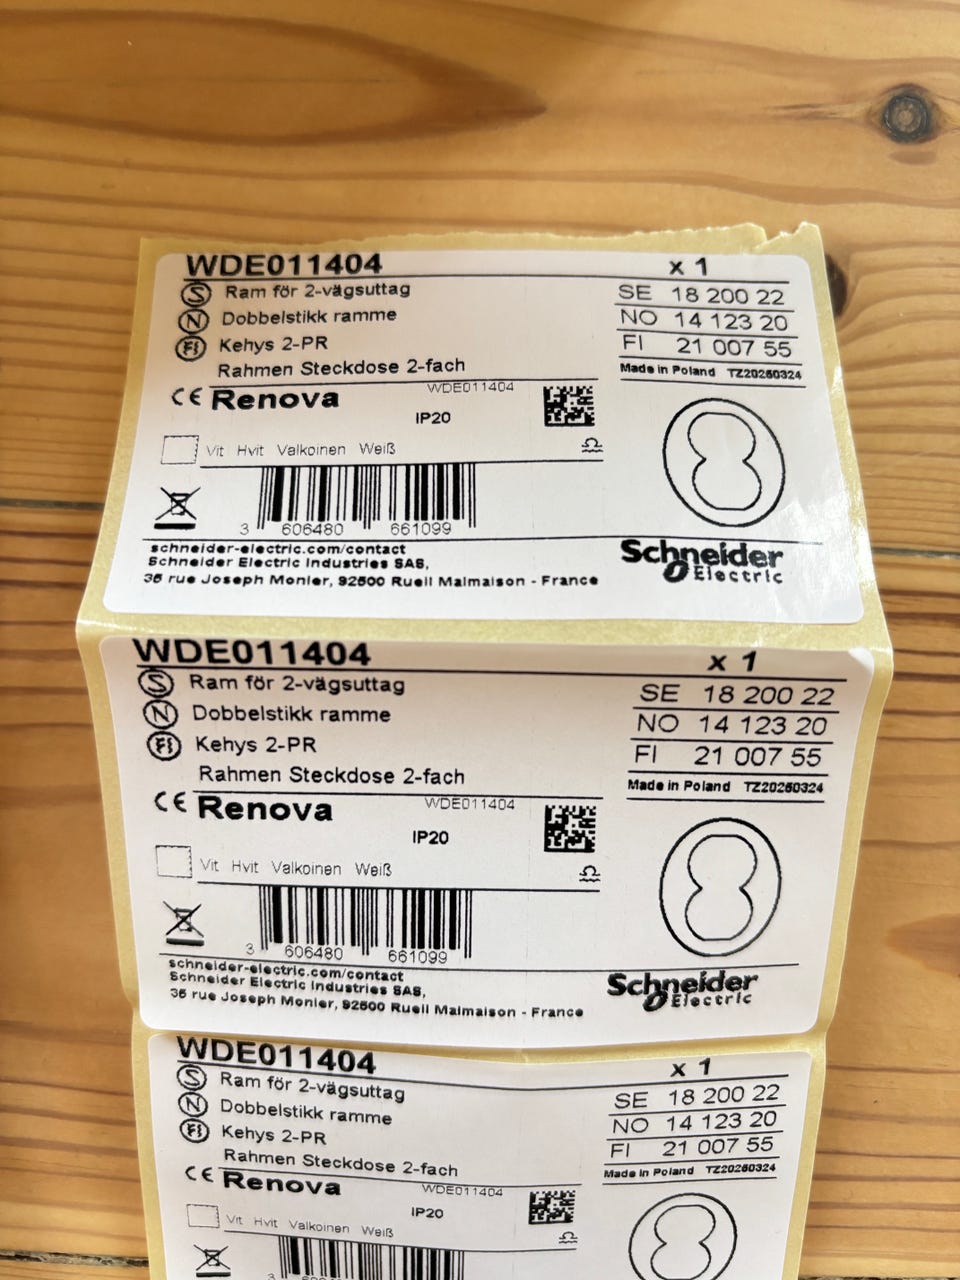 WDE011404
x 1
S Ram för 2-vägsuttag
N Dobbelstikk ramme
FI Kehys 2-PR
Rahmen Steckdose 2-fach
SE 18 200 22
NO 14 123 20
FI 21 007 55
Made in Poland TZ20250324
CE Renova
WDE011404
IP20
Vit Hvit Valkoinen Weiß
3 606480 661099
schneider-electric.com/contact
Schneider Electric Industries SAS,
35 rue Joseph Monier, 92500 Rueil Malmaison - France
Schneider
Electric
WDE011404
x 1
S Ram för 2-vägsuttag
N Dobbelstikk ramme
FI Kehys 2-PR
Rahmen Steckdose 2-fach
SE 18 200 22
NO 14 123 20
FI 21 007 55
Made in Poland TZ20250324
CE Renova
WDE011404
IP20
Vit Hvit Valkoinen Weiß
3 606480 661099
schneider-electric.com/contact
Schneider Electric Industries SAS,
35 rue Joseph Monier, 92500 Rueil Malmaison - France
Schneider
Electric
WDE011404
x 1
S Ram för 2-vägsuttag
N Dobbelstikk ramme
FI Kehys 2-PR
Rahmen Steckdose 2-fach
SE 18 200 22
NO 14 123 20
FI 21 007 55
Made in Poland TZ20250324
CE Renova
WDE011404
IP20
Vit Hvit Valkoinen Weiß